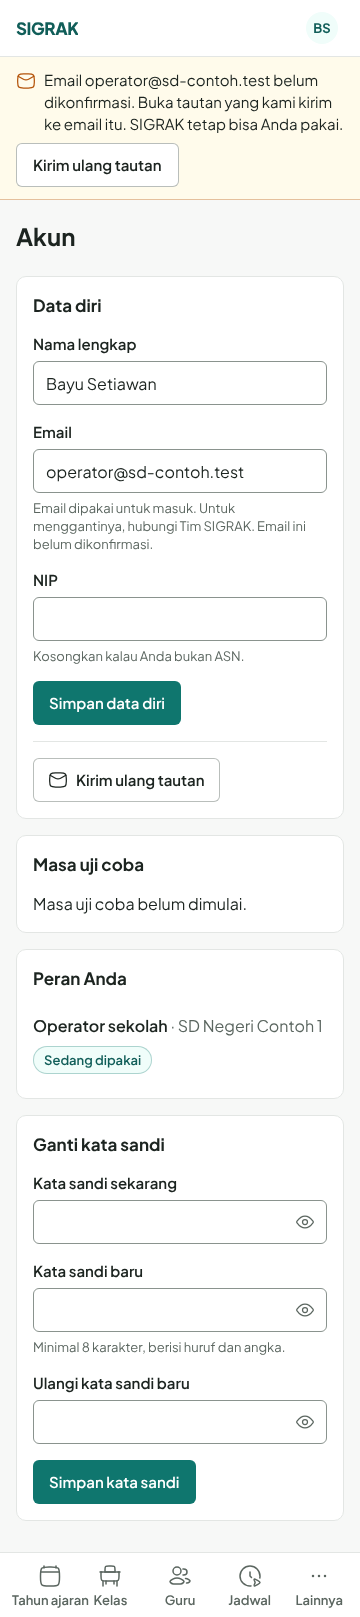 SIGRAK
BS
Email operator@sd-contoh.test belum
dikonfirmasi. Buka tautan yang kami kirim
ke email itu. SIGRAK tetap bisa Anda pakai.
Kirim ulang tautan
Akun
Data diri
Nama lengkap
Bayu Setiawan
Email
operator@sd-contoh.test
Email dipakai untuk masuk. Untuk
menggantinya, hubungi Tim SIGRAK. Email ini
belum dikonfirmasi.
NIP
Kosongkan kalau Anda bukan ASN.
Simpan data diri
Kirim ulang tautan
Masa uji coba
Masa uji coba belum dimulai.
Peran Anda
Operator sekolah · SD Negeri Contoh 1
Sedang dipakai
Ganti kata sandi
Kata sandi sekarang
Kata sandi baru
Minimal 8 karakter, berisi huruf dan angka.
Ulangi kata sandi baru
Simpan kata sandi
Tahun ajaran Kelas Guru Jadwal Lainnya